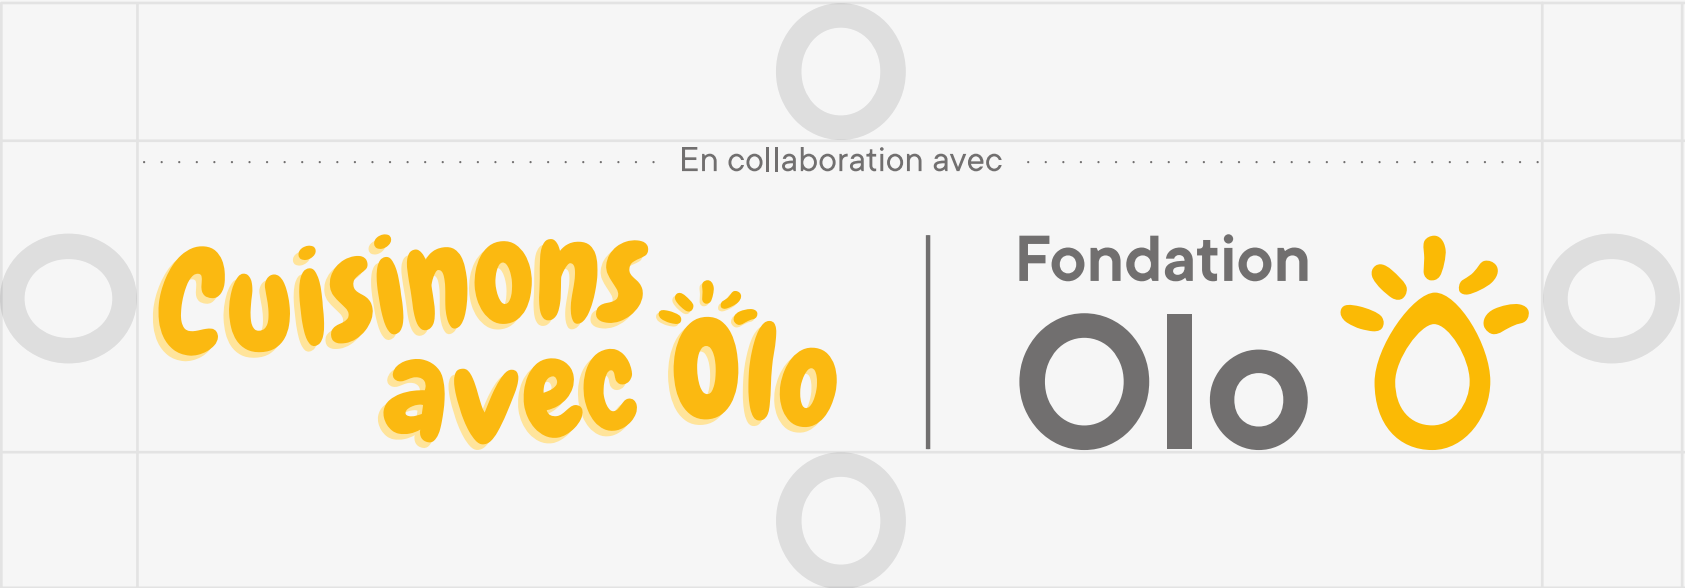 En collaboration avec
Cuisinons
avec Olo
Fondation
Olo